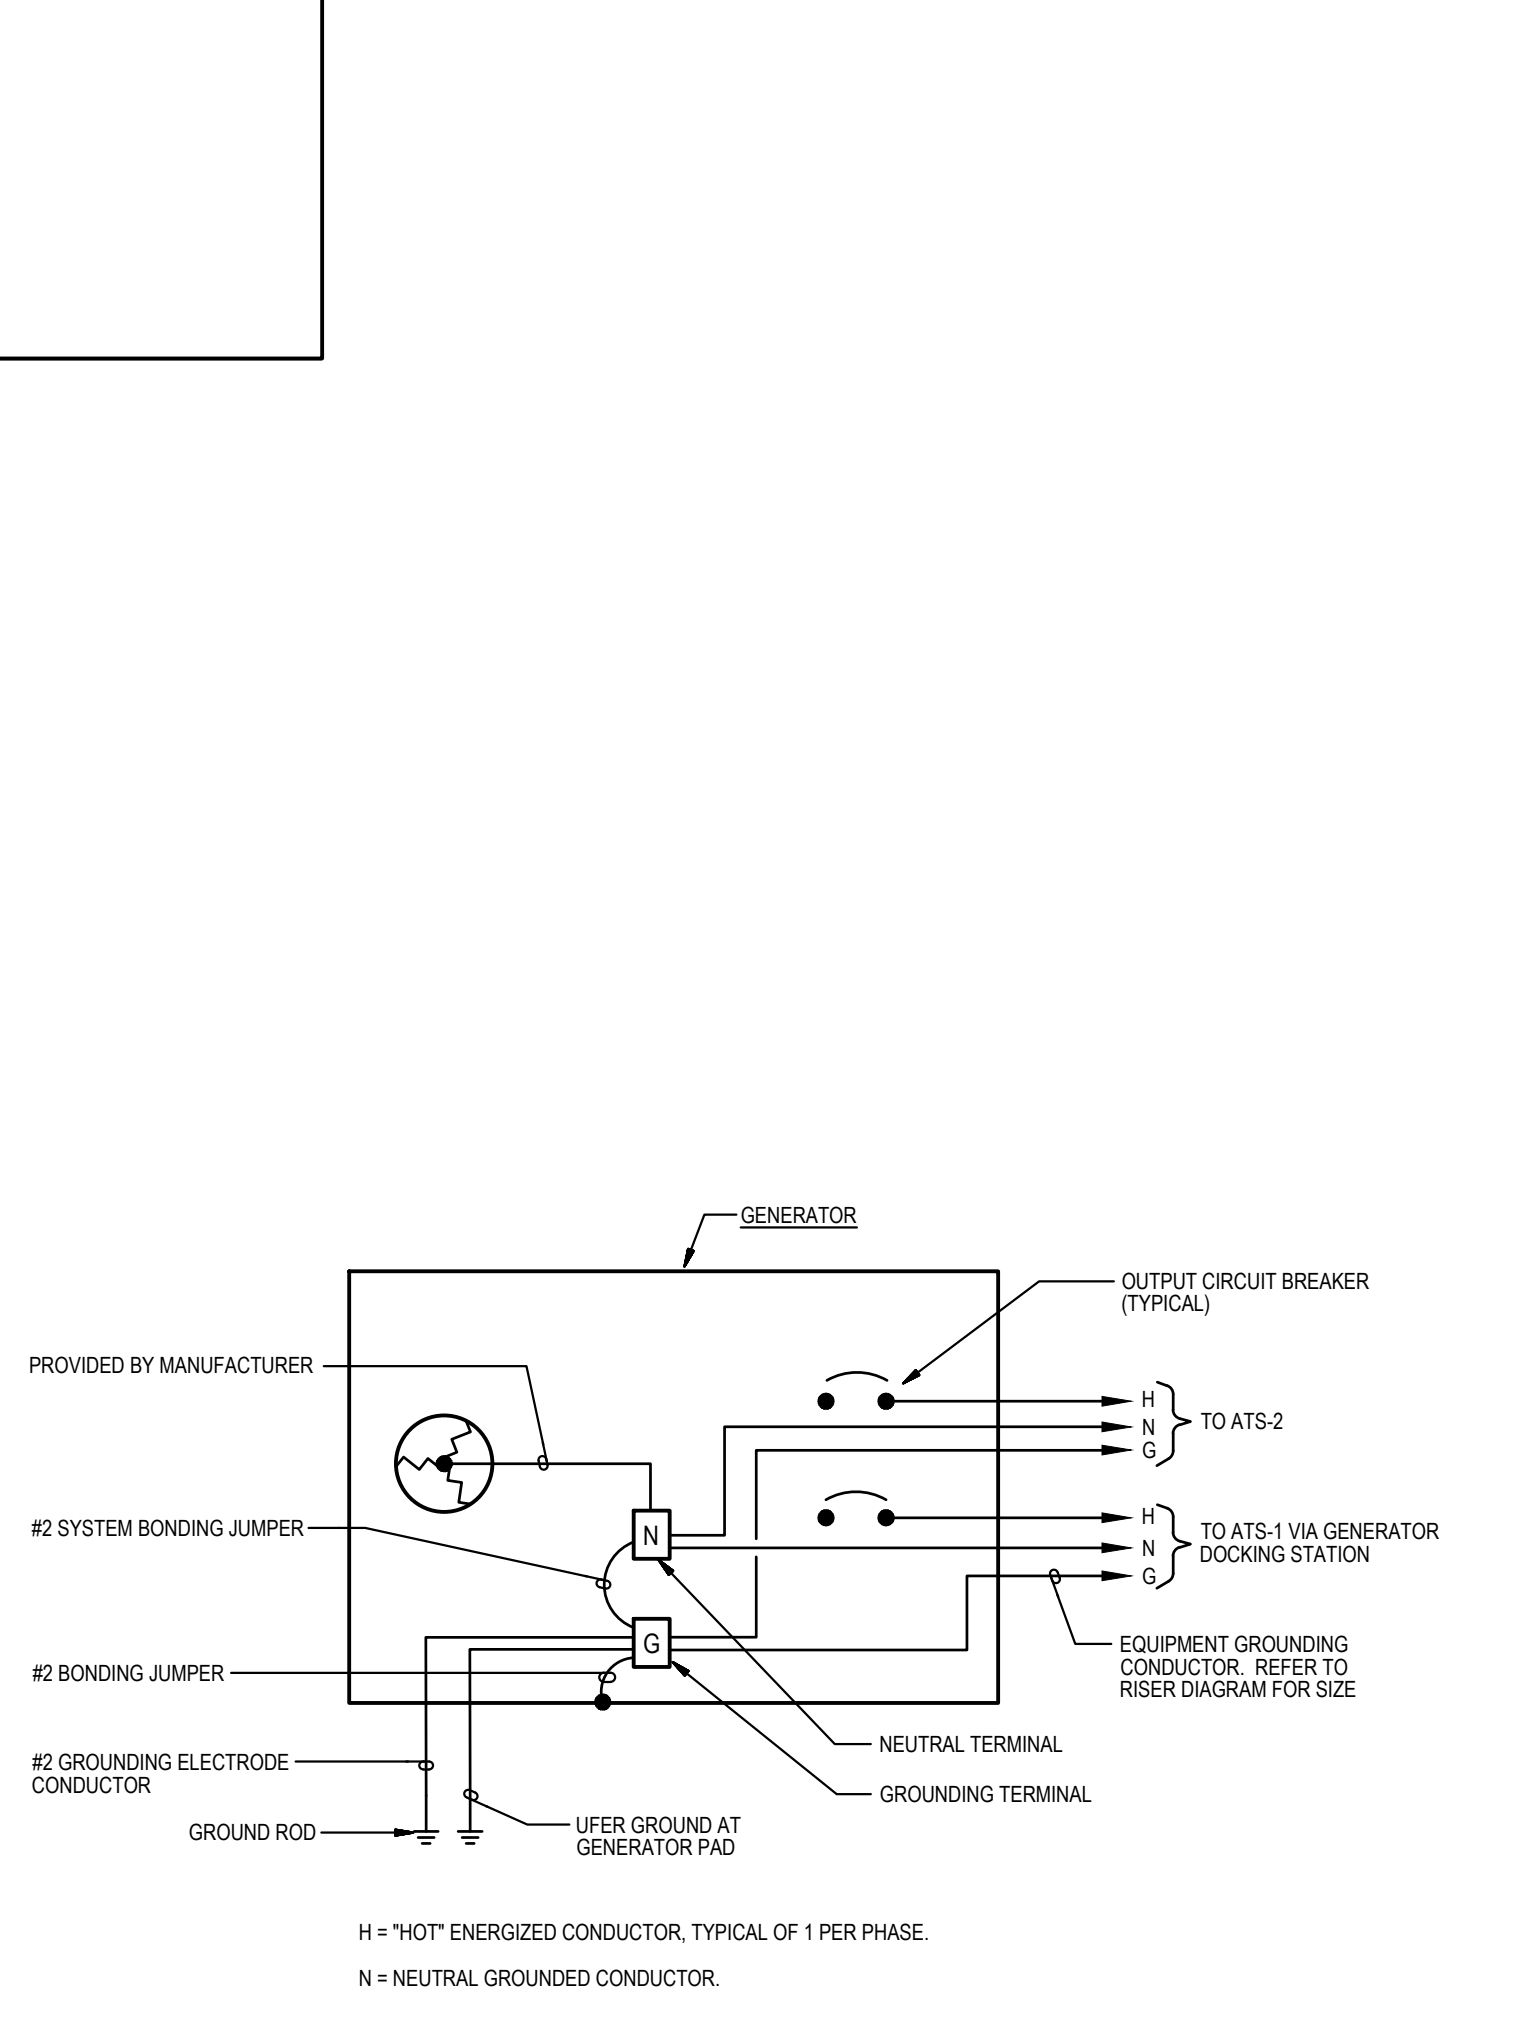 GENERATOR
OUTPUT CIRCUIT BREAKER
(TYPICAL)
PROVIDED BY MANUFACTURER
H
N
G
TO ATS-2
#2 SYSTEM BONDING JUMPER
N
H
N
G
TO ATS-1 VIA GENERATOR
DOCKING STATION
G
EQUIPMENT GROUNDING
CONDUCTOR.  REFER TO
RISER DIAGRAM FOR SIZE
#2 BONDING JUMPER
NEUTRAL TERMINAL
#2 GROUNDING ELECTRODE
CONDUCTOR
GROUNDING TERMINAL
GROUND ROD
UFER GROUND AT
GENERATOR PAD
H = "HOT" ENERGIZED CONDUCTOR, TYPICAL OF 1 PER PHASE.
N = NEUTRAL GROUNDED CONDUCTOR.